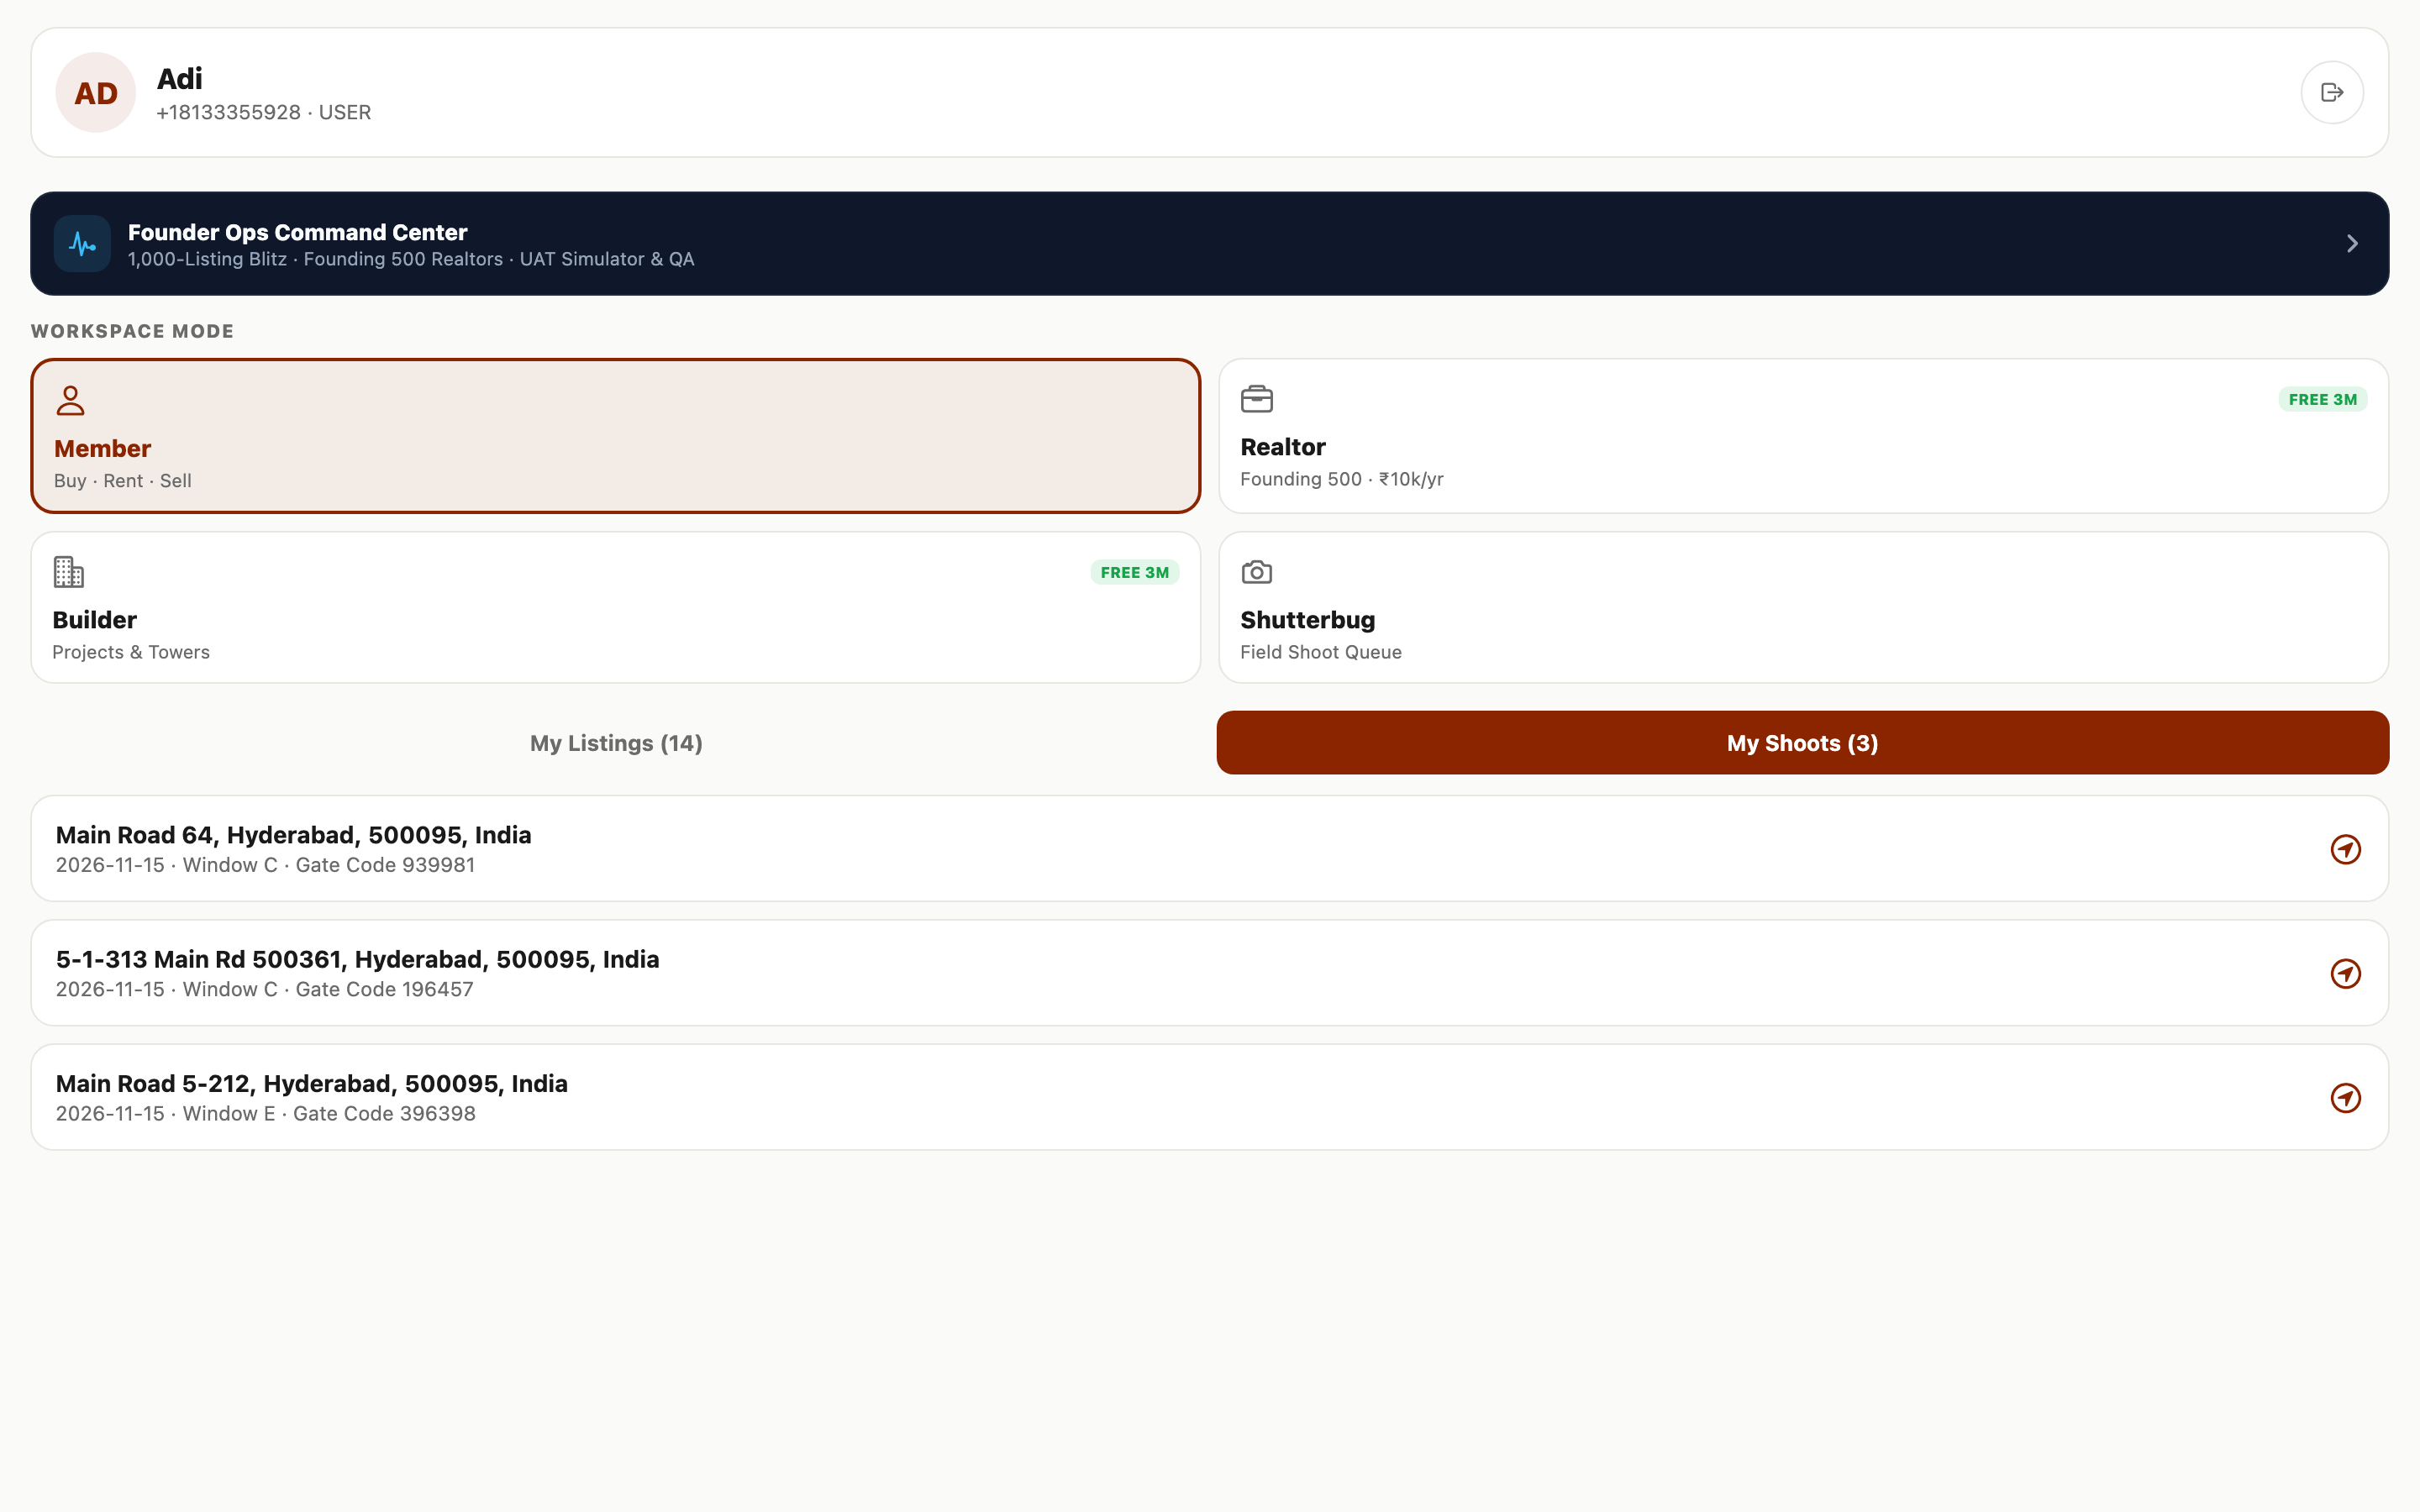 AD
Adi
+18133355928 · USER
Founder Ops Command Center
1,000-Listing Blitz · Founding 500 Realtors · UAT Simulator & QA
WORKSPACE MODE
Member
Buy · Rent · Sell
FREE 3M
Realtor
Founding 500 · ₹10k/yr
FREE 3M
Builder
Projects & Towers
Shutterbug
Field Shoot Queue
My Listings (14)
My Shoots (3)
Main Road 64, Hyderabad, 500095, India
2026-11-15 · Window C · Gate Code 939981
5-1-313 Main Rd 500361, Hyderabad, 500095, India
2026-11-15 · Window C · Gate Code 196457
Main Road 5-212, Hyderabad, 500095, India
2026-11-15 · Window E · Gate Code 396398